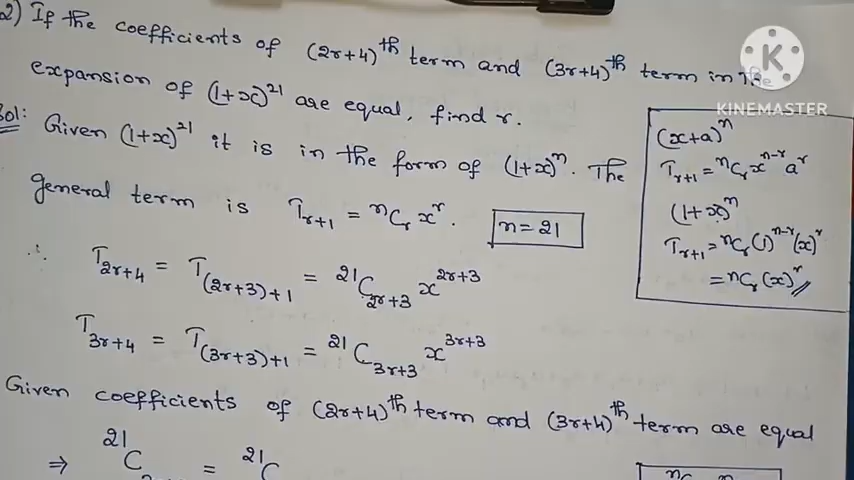 2) If the coefficients of (2r+4)th term and (3r+4)th term in the
expansion of (1+x)^21 are equal, find r.
Sol: Given (1+x)^21 it is in the form of (1+x)^n. The
general term is T_{r+1} = ^nC_r x^r. n=21
∴ T_{2r+4} = T_{(2r+3)+1} = ^21C_{2r+3} x^{2r+3}
T_{3r+4} = T_{(3r+3)+1} = ^21C_{3r+3} x^{3r+3}
Given coefficients of (2r+4)th term and (3r+4)th term are equal
⇒ ^21C = ^21C
(x+a)^n
T_{r+1} = ^nC_r x^{n-r} a^r
(1+x)^n
T_{r+1} = ^nC_r (1)^{n-r} (x)^r
= ^nC_r (x)^r //
K
KINEMASTER